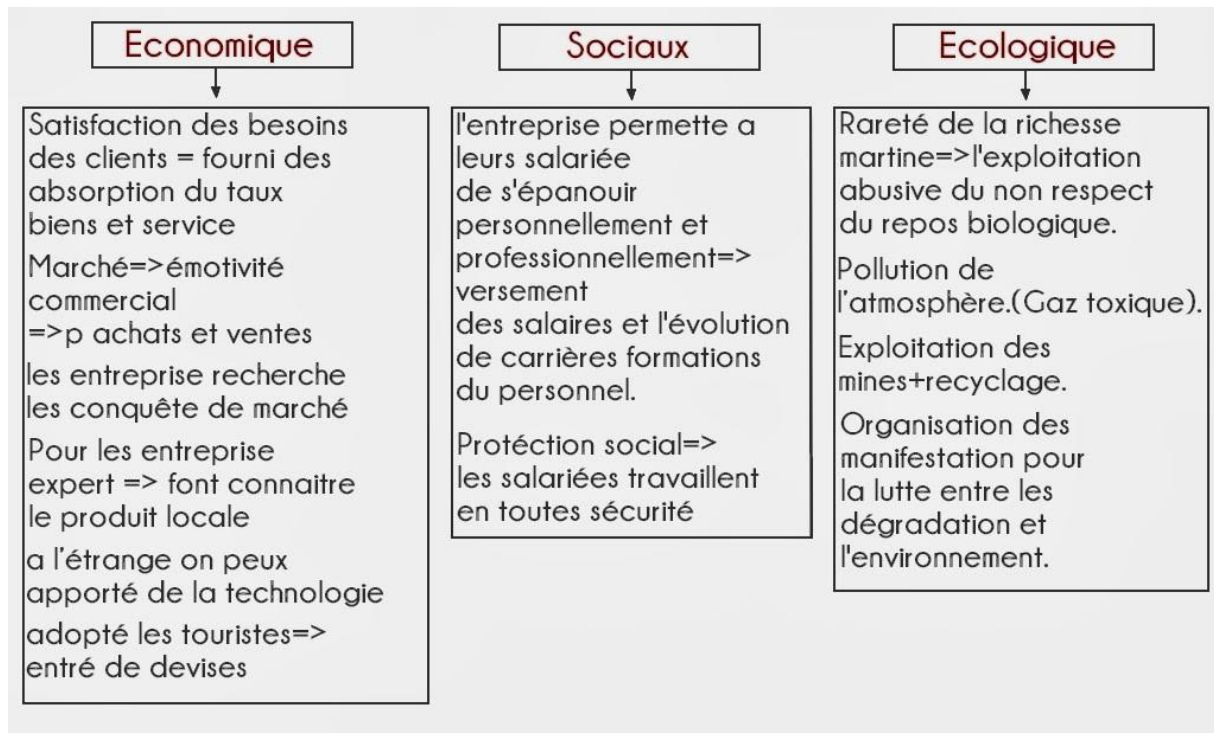 Economique
Satisfaction des besoins
des clients = fourni des
absorption du taux
biens et service
Marché=>émotivité
commercial
=>p achats et ventes
les entreprise recherche
les conquête de marché
Pour les entreprise
expert => font connaitre
le produit locale
a l'étrange on peux
apporté de la technologie
adopté les touristes=>
entré de devises
Sociaux
l'entreprise permette a
leurs salariée
de s'épanouir
personnellement et
professionnellement=>
versement
des salaires et l'évolution
de carrières formations
du personnel.
Protéction social=>
les salariées travaillent
en toutes sécurité
Ecologique
Rareté de la richesse
martine=>l'exploitation
abusive du non respect
du repos biologique.
Pollution de
l'atmosphère.(Gaz toxique).
Exploitation des
mines+recyclage.
Organisation des
manifestation pour
la lutte entre les
dégradation et
l'environnement.